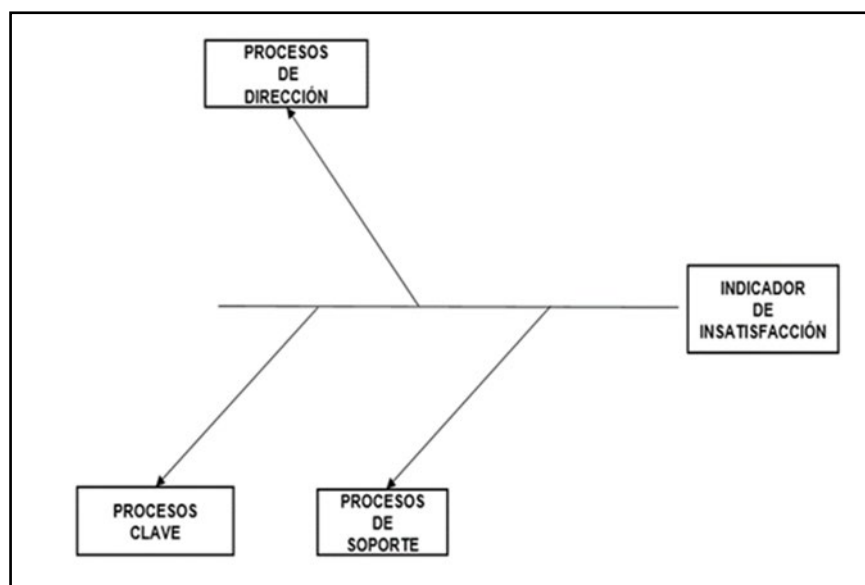 PROCESOS
DE
DIRECCIÓN
INDICADOR
DE
INSATISFACCIÓN
PROCESOS
CLAVE
PROCESOS
DE
SOPORTE